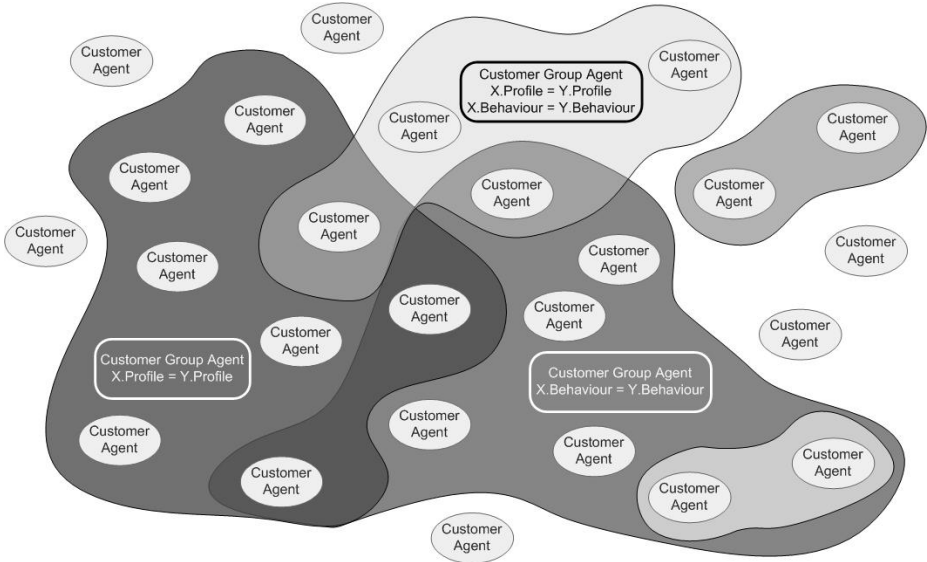 Customer
Agent
Customer
Agent
Customer
Agent
Customer Group Agent
X.Profile = Y.Profile
X.Behaviour = Y.Behaviour
Customer
Agent
Customer
Agent
Customer
Agent
Customer
Agent
Customer
Agent
Customer
Agent
Customer
Agent
Customer
Agent
Customer
Agent
Customer
Agent
Customer
Agent
Customer
Agent
Customer
Agent
Customer
Agent
Customer
Agent
Customer Group Agent
X.Profile = Y.Profile
Customer Group Agent
X.Behaviour = Y.Behaviour
Customer
Agent
Customer
Agent
Customer
Agent
Customer
Agent
Customer
Agent
Customer
Agent
Customer
Agent